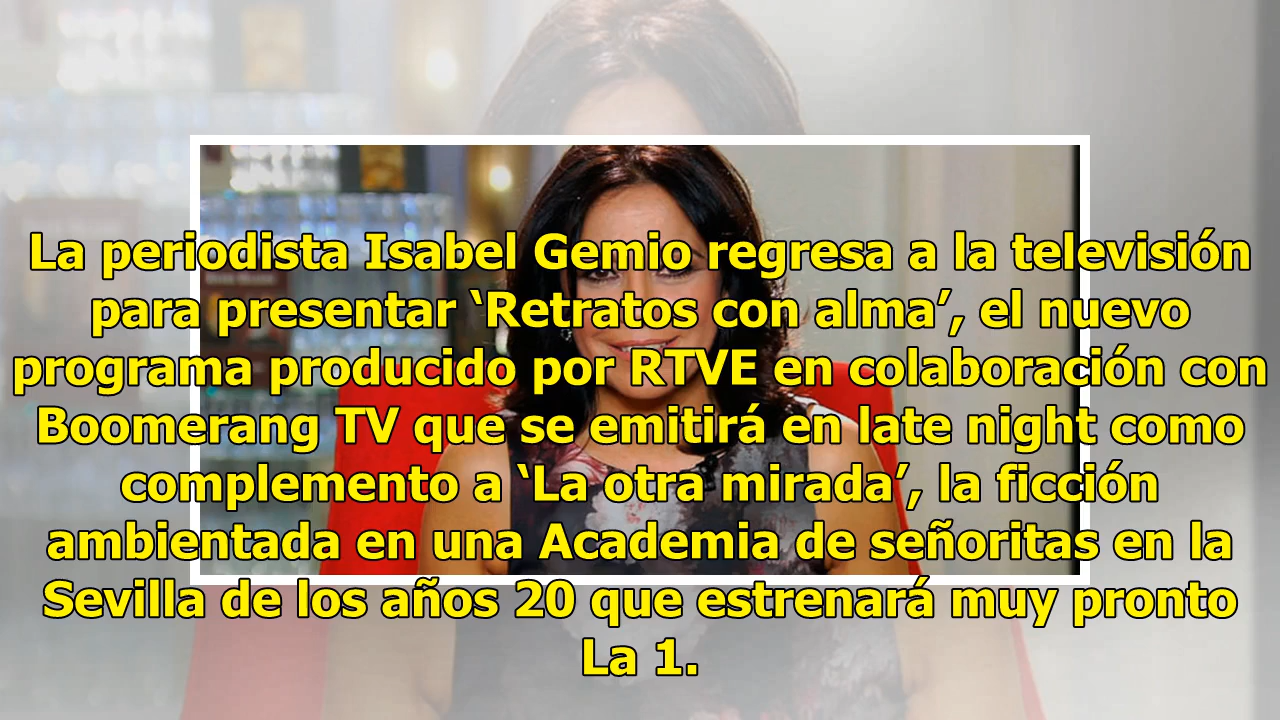 La periodista Isabel Gemio regresa a la televisión
para presentar ‘Retratos con alma’, el nuevo
programa producido por RTVE en colaboración con
Boomerang TV que se emitirá en late night como
complemento a ‘La otra mirada’, la ficción
ambientada en una Academia de señoritas en la
Sevilla de los años 20 que estrenará muy pronto
La 1.